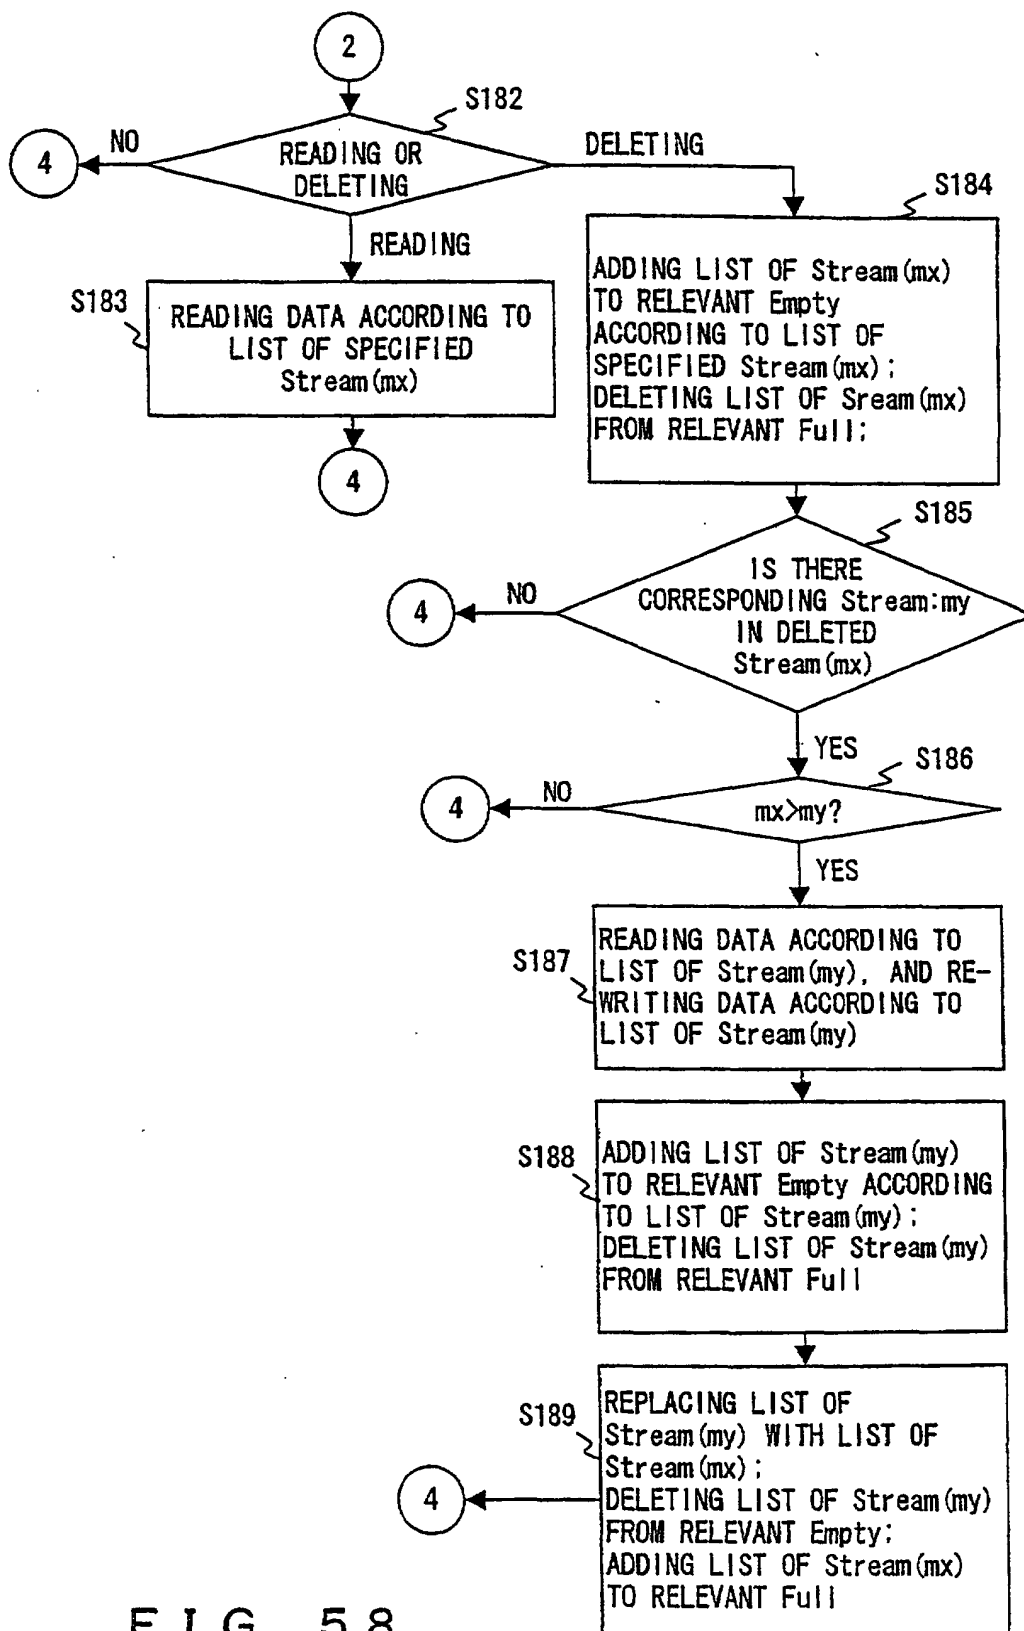 2
S182
NO
4
READING OR
DELETING
DELETING
READING
S183
READING DATA ACCORDING TO
LIST OF SPECIFIED
Stream(mx)
4
S184
ADDING LIST OF Stream(mx)
TO RELEVANT Empty
ACCORDING TO LIST OF
SPECIFIED Stream(mx);
DELETING LIST OF Sream(mx)
FROM RELEVANT Full;
S185
NO
4
IS THERE
CORRESPONDING Stream:my
IN DELETED
Stream(mx)
YES
S186
NO
4
mx>my?
YES
S187
READING DATA ACCORDING TO
LIST OF Stream(my), AND RE-
WRITING DATA ACCORDING TO
LIST OF Stream(my)
S188
ADDING LIST OF Stream(my)
TO RELEVANT Empty ACCORDING
TO LIST OF Stream(my);
DELETING LIST OF Stream(my)
FROM RELEVANT Full
S189
4
REPLACING LIST OF
Stream(my) WITH LIST OF
Stream(mx);
DELETING LIST OF Stream(my)
FROM RELEVANT Empty;
ADDING LIST OF Stream(mx)
TO RELEVANT Full
FIG. 58